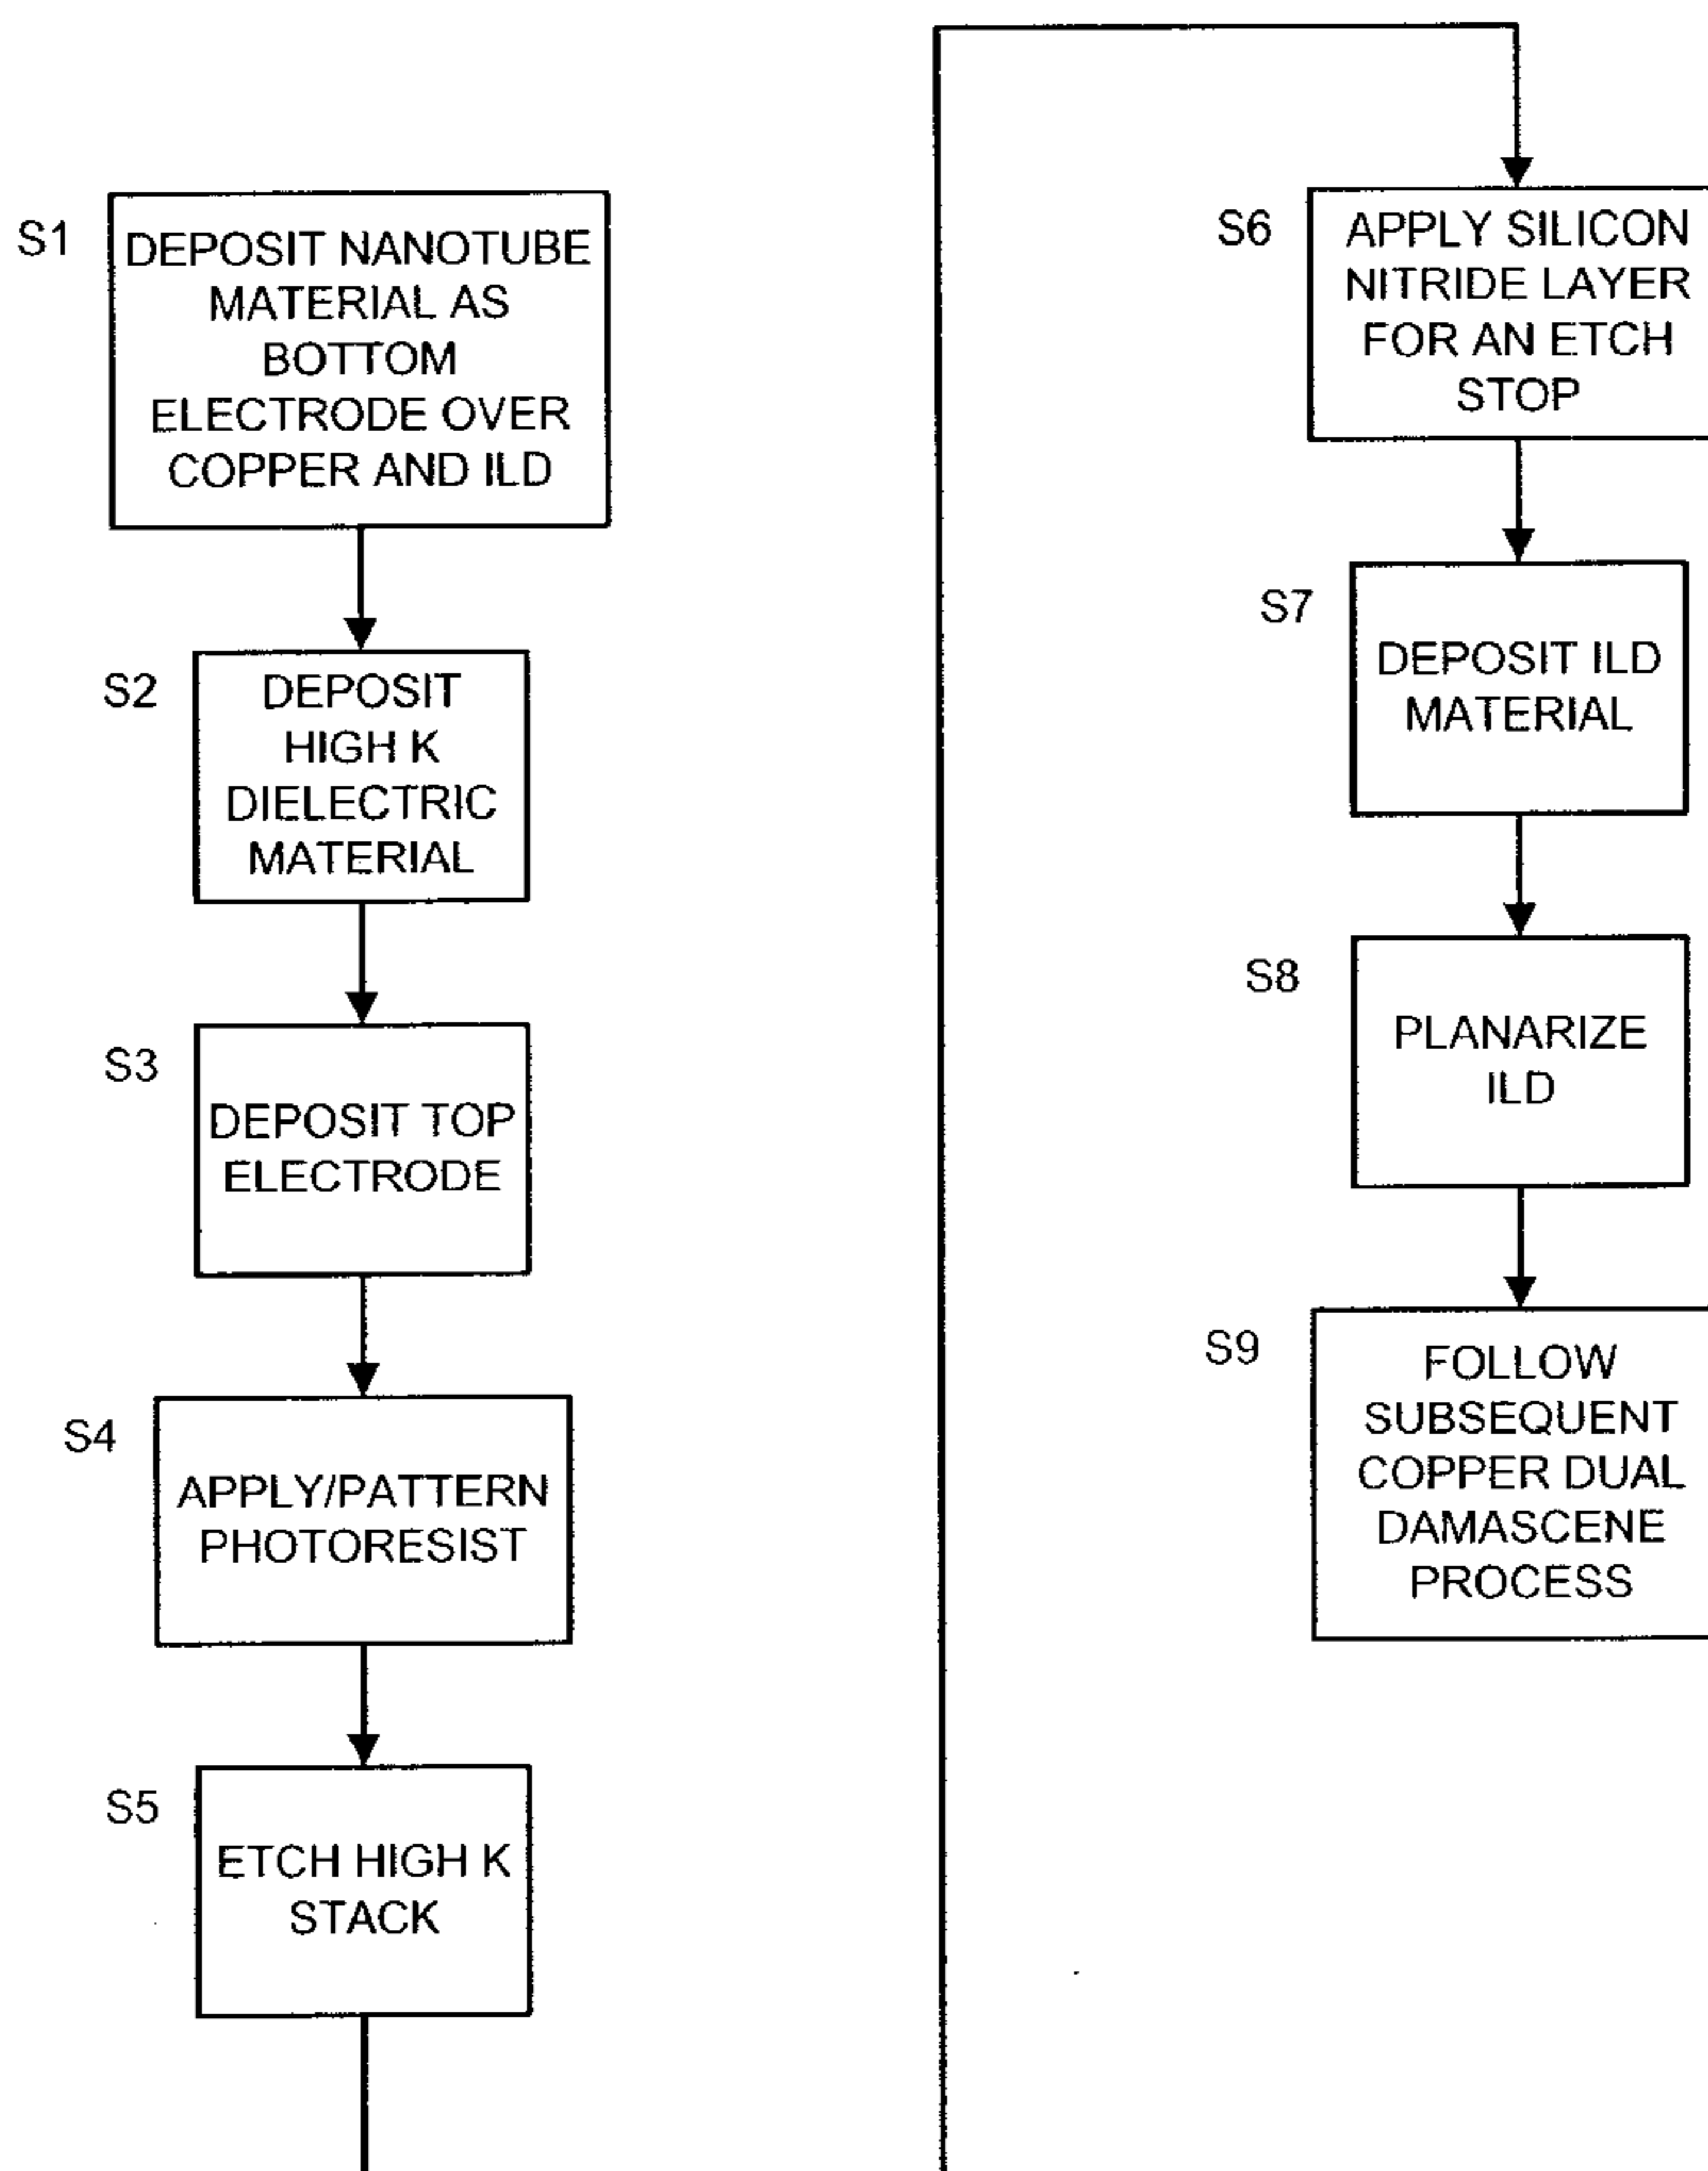 S1
DEPOSIT NANOTUBE
MATERIAL AS
BOTTOM
ELECTRODE OVER
COPPER AND ILD
S2
DEPOSIT
HIGH K
DIELECTRIC
MATERIAL
S3
DEPOSIT TOP
ELECTRODE
S4
APPLY/PATTERN
PHOTORESIST
S5
ETCH HIGH K
STACK
S6
APPLY SILICON
NITRIDE LAYER
FOR AN ETCH
STOP
S7
DEPOSIT ILD
MATERIAL
S8
PLANARIZE
ILD
S9
FOLLOW
SUBSEQUENT
COPPER DUAL
DAMASCENE
PROCESS